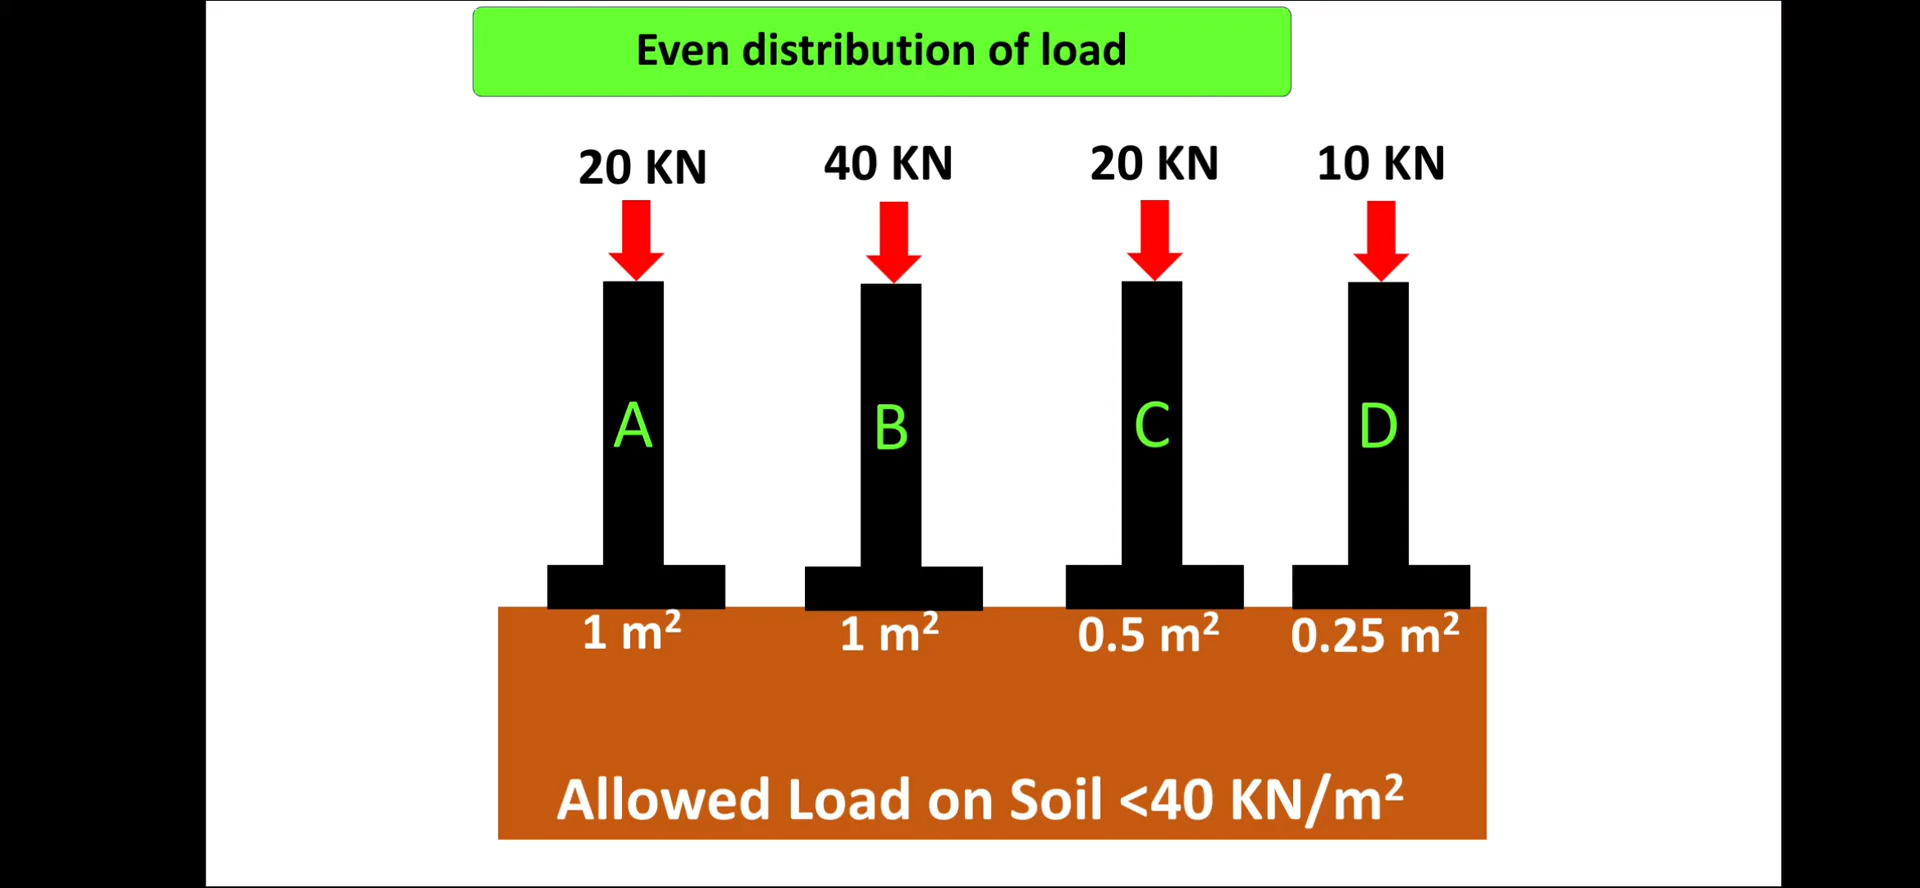 Even distribution of load
20 KN 40 KN 20 KN 10 KN
A B C D
1 m² 1 m² 0.5 m² 0.25 m²
Allowed Load on Soil <40 KN/m²